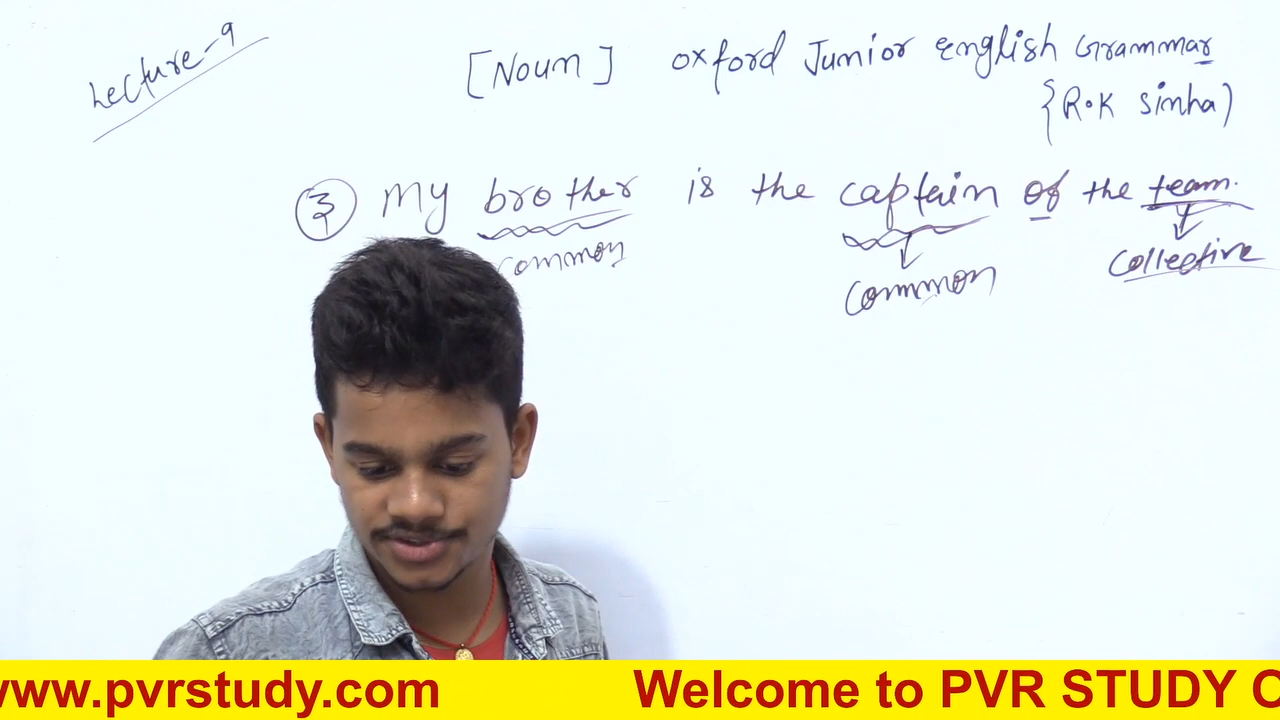 Lecture-9
[Noun] Oxford Junior English Grammar
{R.K Sinha)
3 My brother is the captain of the team.
common
common
collective
www.pvrstudy.com Welcome to PVR STUDY C